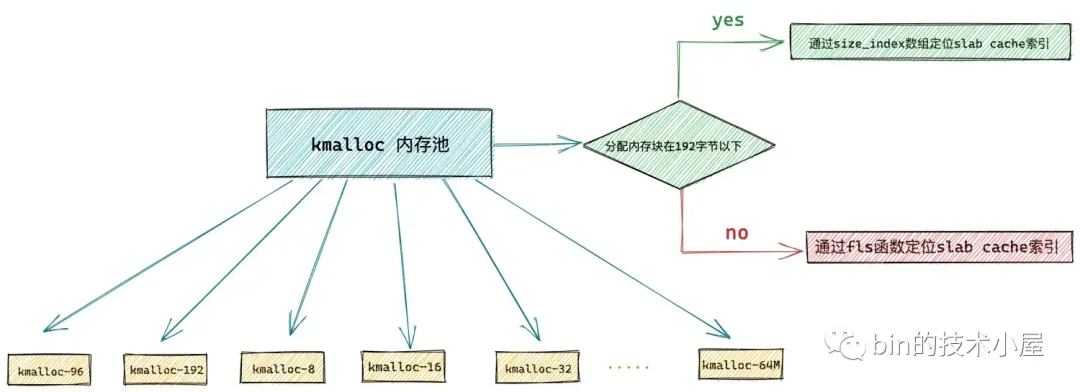 yes
通过size_index数组定位slab cache索引
kmalloc 内存池
分配内存块在192字节以下
no
通过fls函数定位slab cache索引
kmalloc-96
kmalloc-192
kmalloc-8
kmalloc-16
kmalloc-32
.....
kmalloc-64M
bin的技术小屋